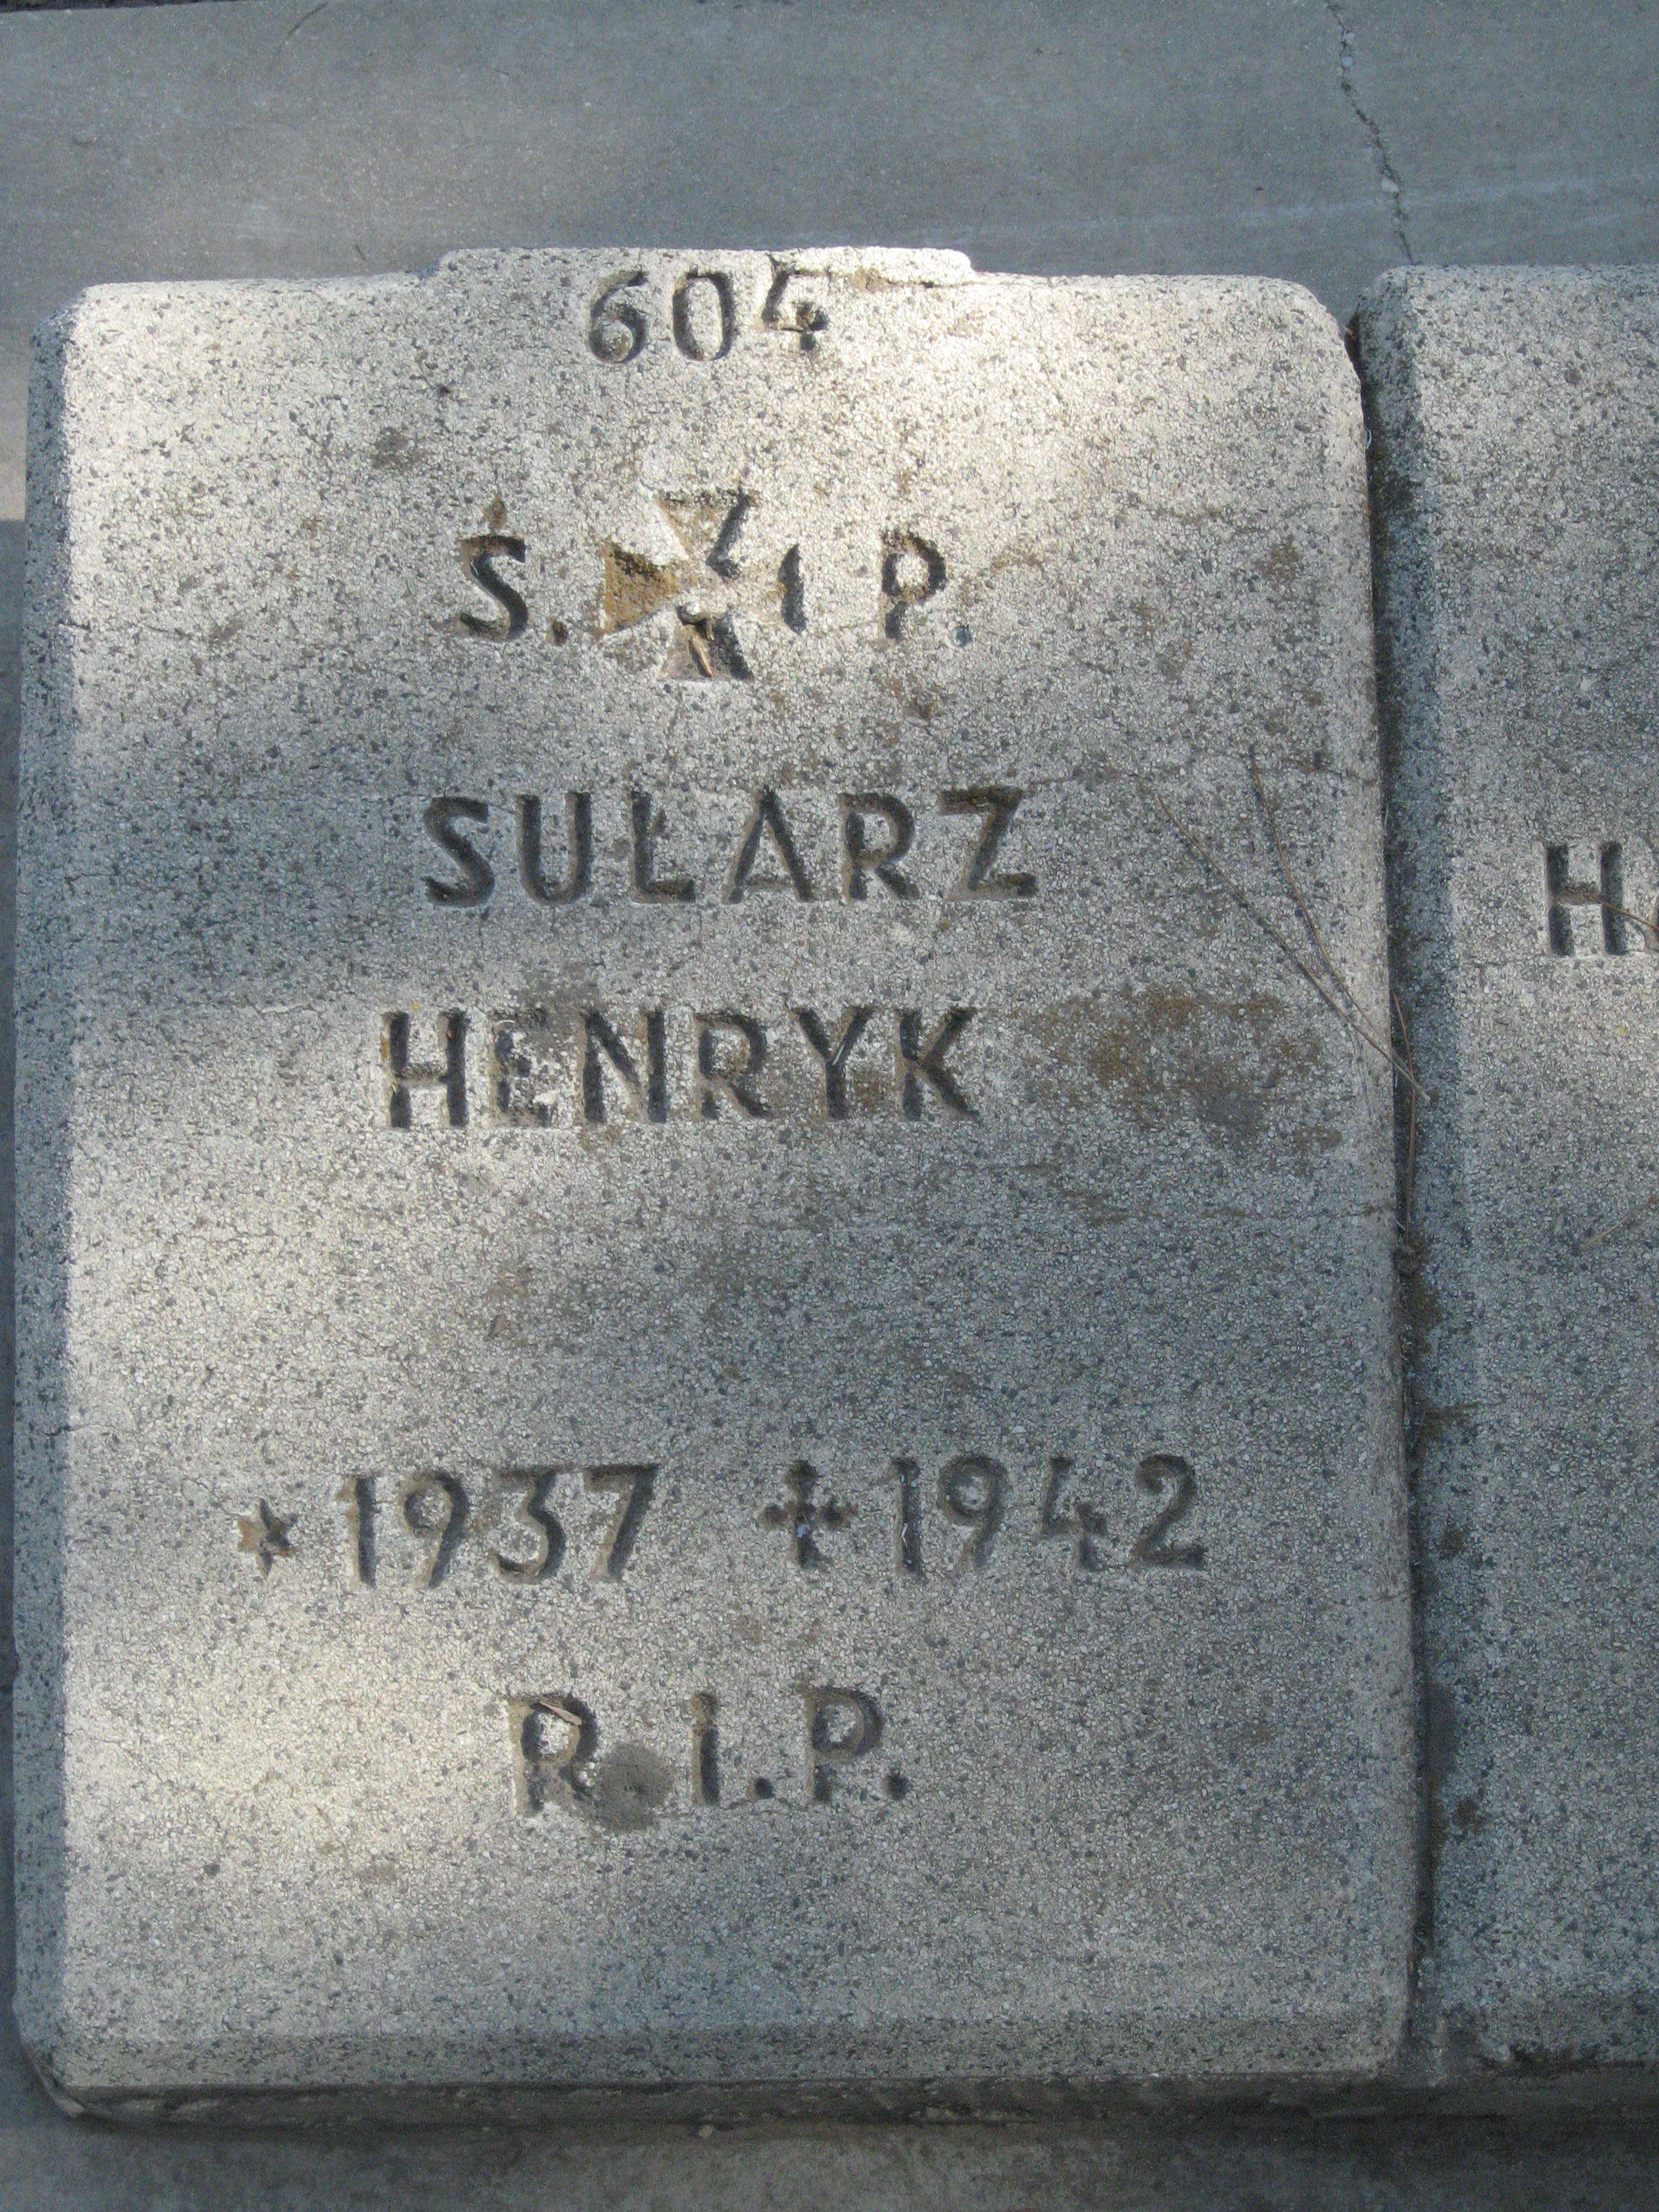 604
Ś. ✠ P.
SUŁARZ
HENRYK
★ 1937 ✢ 1942
R.I.P.